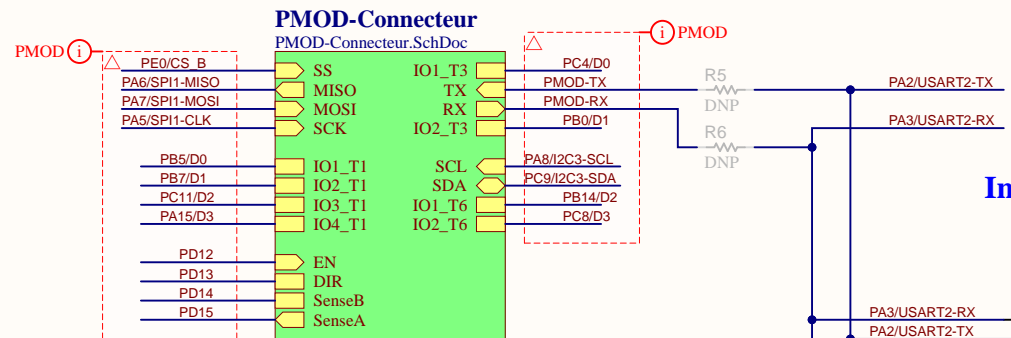 PMOD-Connecteur
PMOD-Connecteur.SchDoc
PMOD i
i PMOD
PE0/CS_B SS IO1_T3 PC4/D0
PA6/SPI1-MISO MISO TX PMOD-TX R5 DNP PA2/USART2-TX
PA7/SPI1-MOSI MOSI RX PMOD-RX
PA5/SPI1-CLK SCK IO2_T3 PB0/D1 R6 DNP PA3/USART2-RX
PB5/D0 IO1_T1 SCL PA8/I2C3-SCL
PB7/D1 IO2_T1 SDA PC9/I2C3-SDA
PC11/D2 IO3_T1 IO1_T6 PB14/D2
PA15/D3 IO4_T1 IO2_T6 PC8/D3
In
PD12 EN
PD13 DIR
PD14 SenseB
PD15 SenseA
PA3/USART2-RX
PA2/USART2-TX